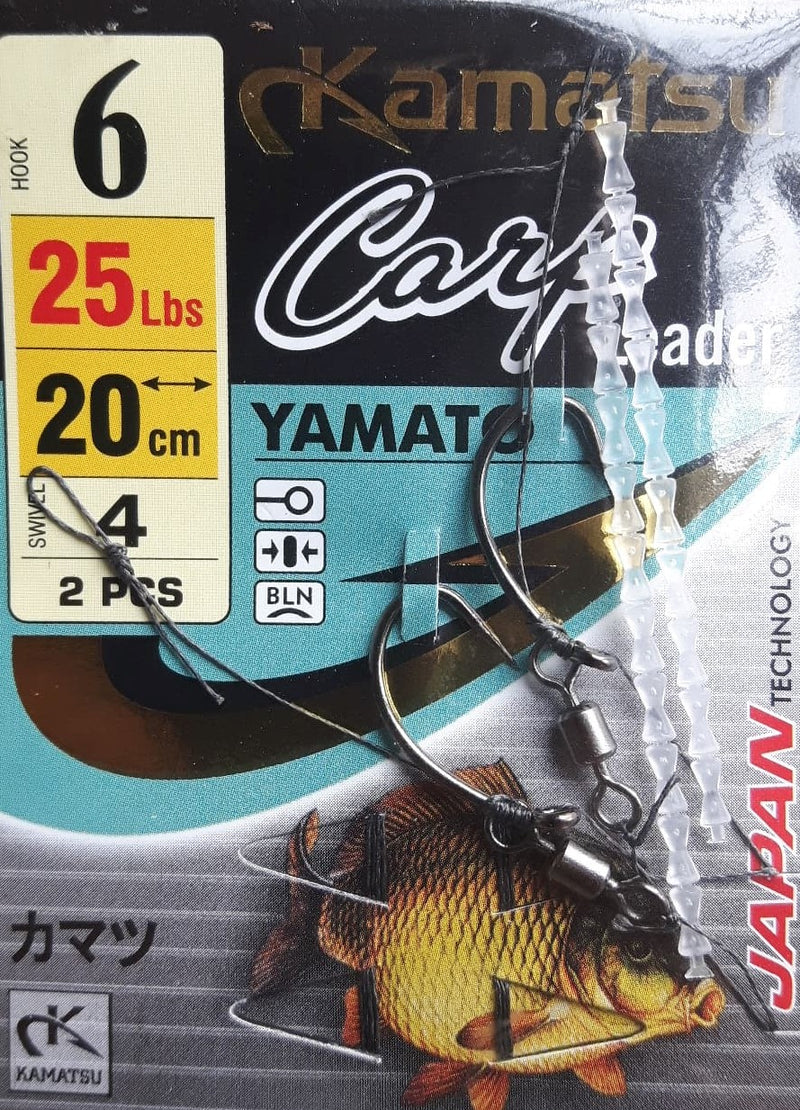 Kamatsu
HOOK
6
25 Lbs
20 cm
SWIVEL
4
2 PCS
Carp
Leader
YAMATO
BLN
JAPAN TECHNOLOGY
カマツ
KAMATSU